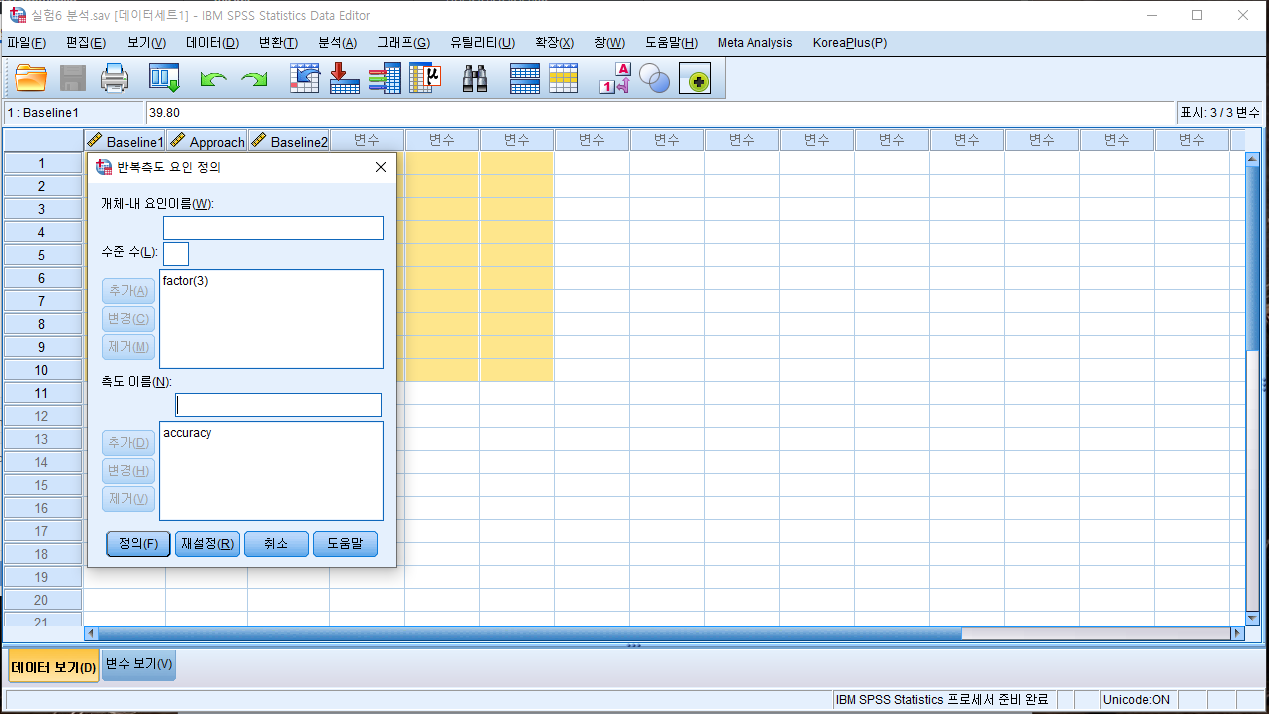 실험6 분석.sav [데이터세트1] - IBM SPSS Statistics Data Editor
파일(F) 편집(E) 보기(V) 데이터(D) 변환(T) 분석(A) 그래프(G) 유틸리티(U) 확장(X) 창(W) 도움말(H) Meta Analysis KoreaPlus(P)
1 : Baseline1 39.80 표시: 3 / 3 변수
Baseline1 Approach Baseline2 변수 변수 변수 변수 변수 변수 변수 변수 변수 변수 변수 변수
반복측도 요인 정의
개체-내 요인이름(W):
수준 수(L):
factor(3)
추가(A)
변경(C)
제거(M)
측도 이름(N):
accuracy
추가(D)
변경(H)
제거(V)
정의(F) 재설정(R) 취소 도움말
1
2
3
4
5
6
7
8
9
10
11
12
13
14
15
16
17
18
19
20
21
데이터 보기(D) 변수 보기(V)
IBM SPSS Statistics 프로세서 준비 완료 Unicode:ON